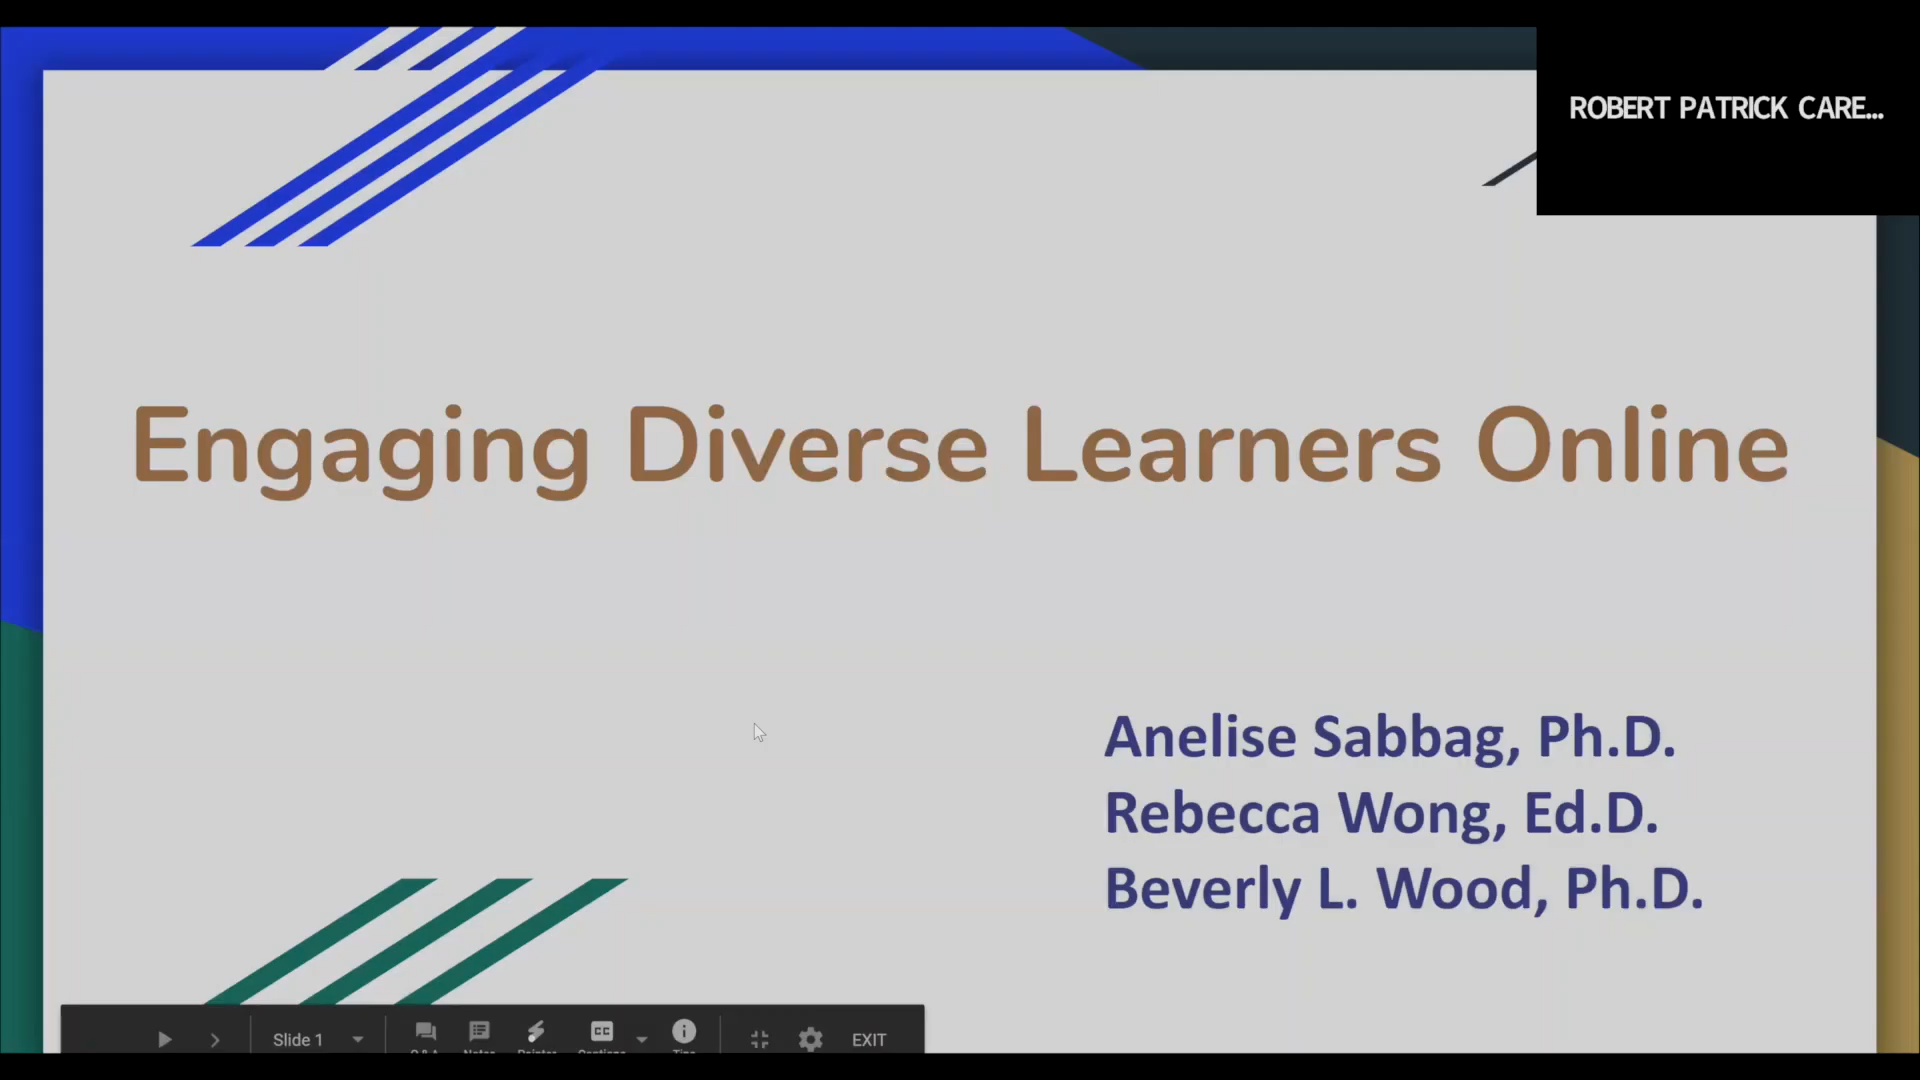 ROBERT PATRICK CARE...
Engaging Diverse Learners Online
Anelise Sabbag, Ph.D.
Rebecca Wong, Ed.D.
Beverly L. Wood, Ph.D.
Slide 1
CC
EXIT